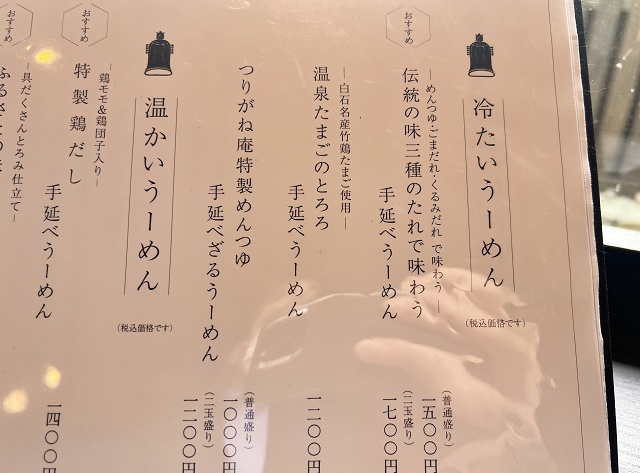 冷たいうーめん
(税込価格です)
おすすめ
―めんつゆ・ごまだれ・くるみだれ で味わう―
伝統の味三種のたれで味わう
手延べうーめん
(普通盛り)
一五〇〇円
(二玉盛り)
一七〇〇円
―白石名産竹鶏たまご使用―
温泉たまごのとろろ
手延べうーめん
一二〇〇円
つりがね庵特製めんつゆ
手延べざるうーめん
(普通盛り)
一〇〇〇円
(二玉盛り)
一二〇〇円
温かいうーめん
(税込価格です)
おすすめ
―鶏モモ&鶏団子入り―
特製鶏だし
手延べうーめん
一四〇〇円
おすすめ
―具だくさんとろみ仕立て―
ふるさとの